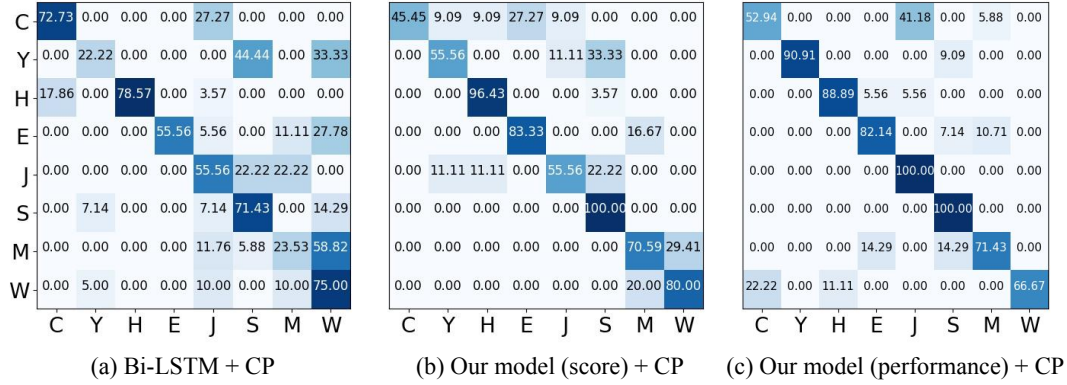 C 72.73 0.00 0.00 0.00 27.27 0.00 0.00 0.00 45.45 9.09 9.09 27.27 9.09 0.00 0.00 0.00 52.94 0.00 0.00 0.00 41.18 0.00 5.88 0.00
Y 0.00 22.22 0.00 0.00 0.00 44.44 0.00 33.33 0.00 55.56 0.00 0.00 11.11 33.33 0.00 0.00 0.00 90.91 0.00 0.00 0.00 9.09 0.00 0.00
H 17.86 0.00 78.57 0.00 3.57 0.00 0.00 0.00 0.00 0.00 96.43 0.00 0.00 3.57 0.00 0.00 0.00 0.00 88.89 5.56 5.56 0.00 0.00 0.00
E 0.00 0.00 0.00 55.56 5.56 0.00 11.11 27.78 0.00 0.00 0.00 83.33 0.00 0.00 16.67 0.00 0.00 0.00 0.00 82.14 0.00 7.14 10.71 0.00
J 0.00 0.00 0.00 0.00 55.56 22.22 22.22 0.00 0.00 11.11 11.11 0.00 55.56 22.22 0.00 0.00 0.00 0.00 0.00 0.00 100.00 0.00 0.00 0.00
S 0.00 7.14 0.00 0.00 7.14 71.43 0.00 14.29 0.00 0.00 0.00 0.00 0.00 100.00 0.00 0.00 0.00 0.00 0.00 0.00 0.00 100.00 0.00 0.00
M 0.00 0.00 0.00 0.00 11.76 5.88 23.53 58.82 0.00 0.00 0.00 0.00 0.00 0.00 70.59 29.41 0.00 0.00 0.00 14.29 0.00 14.29 71.43 0.00
W 0.00 5.00 0.00 0.00 10.00 0.00 10.00 75.00 0.00 0.00 0.00 0.00 0.00 0.00 20.00 80.00 22.22 0.00 11.11 0.00 0.00 0.00 0.00 66.67
C Y H E J S M W C Y H E J S M W C Y H E J S M W
(a) Bi-LSTM + CP (b) Our model (score) + CP (c) Our model (performance) + CP